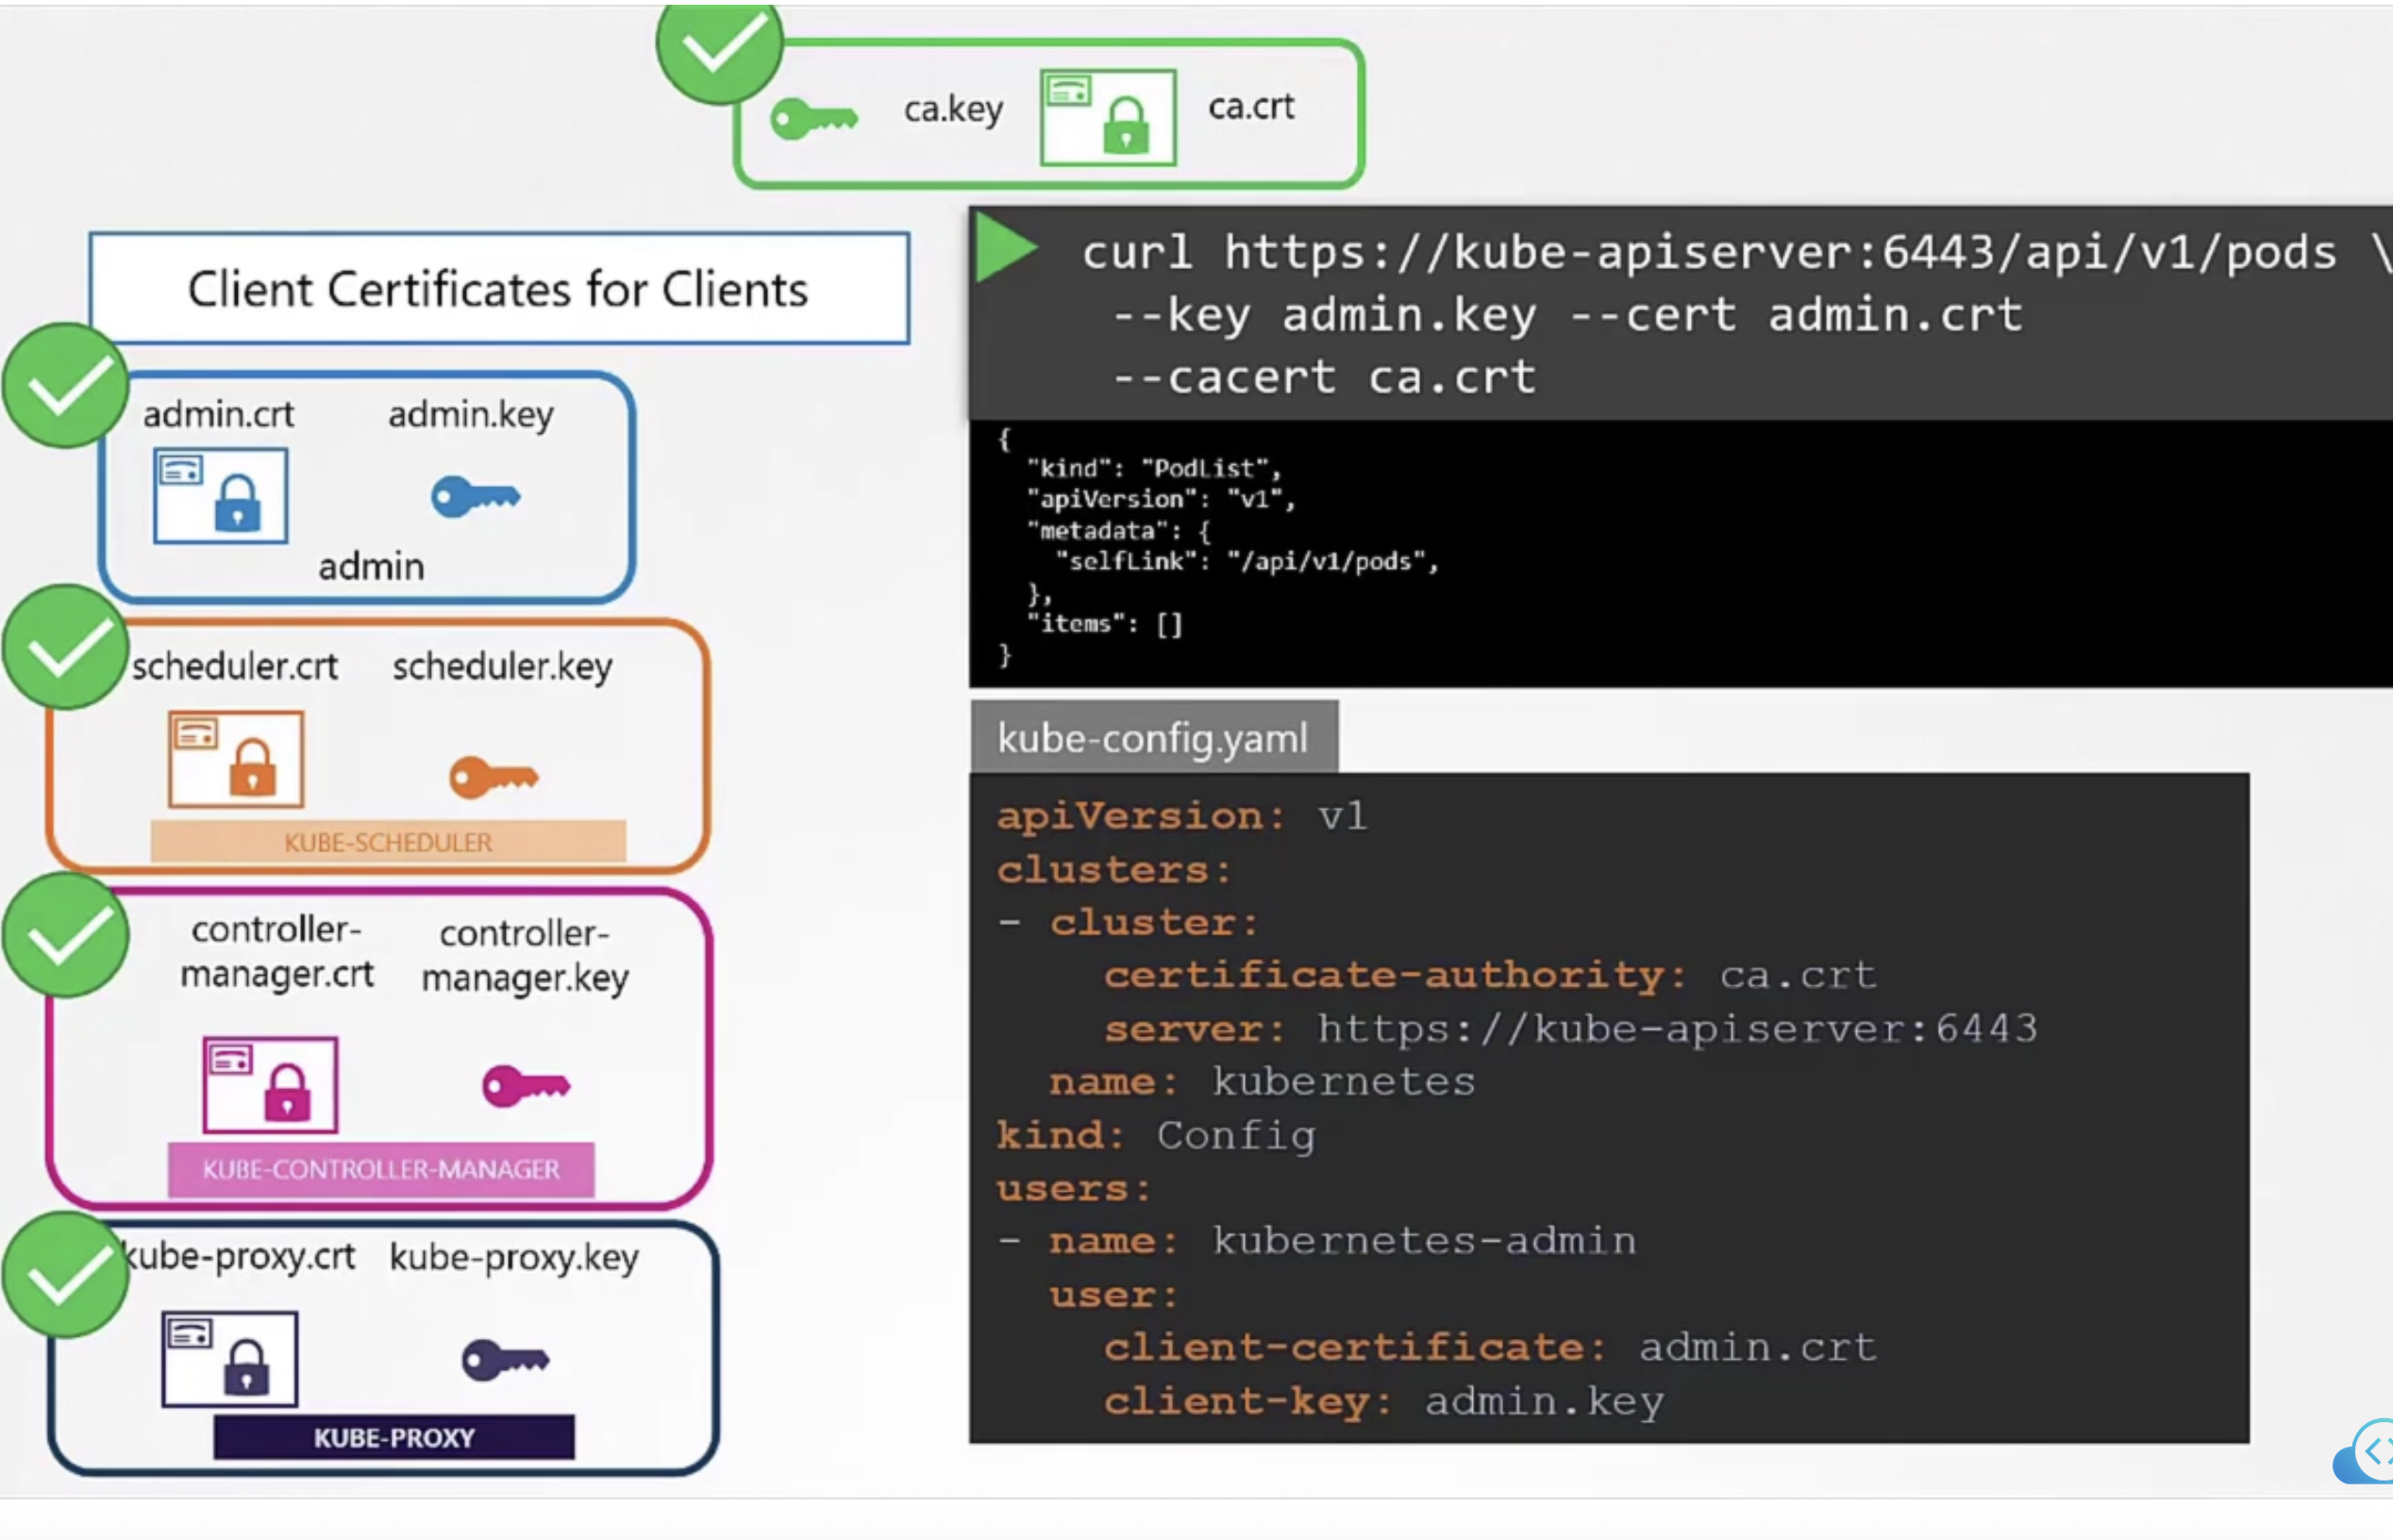 ca.key
ca.crt
Client Certificates for Clients
admin.crt
admin.key
admin
scheduler.crt
scheduler.key
KUBE-SCHEDULER
controller-
manager.crt
controller-
manager.key
KUBE-CONTROLLER-MANAGER
kube-proxy.crt
kube-proxy.key
KUBE-PROXY
curl https://kube-apiserver:6443/api/v1/pods \
--key admin.key --cert admin.crt
--cacert ca.crt
{
"kind": "PodList",
"apiVersion": "v1",
"metadata": {
"selfLink": "/api/v1/pods",
},
"items": []
}
kube-config.yaml
apiVersion: v1
clusters:
- cluster:
certificate-authority: ca.crt
server: https://kube-apiserver:6443
name: kubernetes
kind: Config
users:
- name: kubernetes-admin
user:
client-certificate: admin.crt
client-key: admin.key